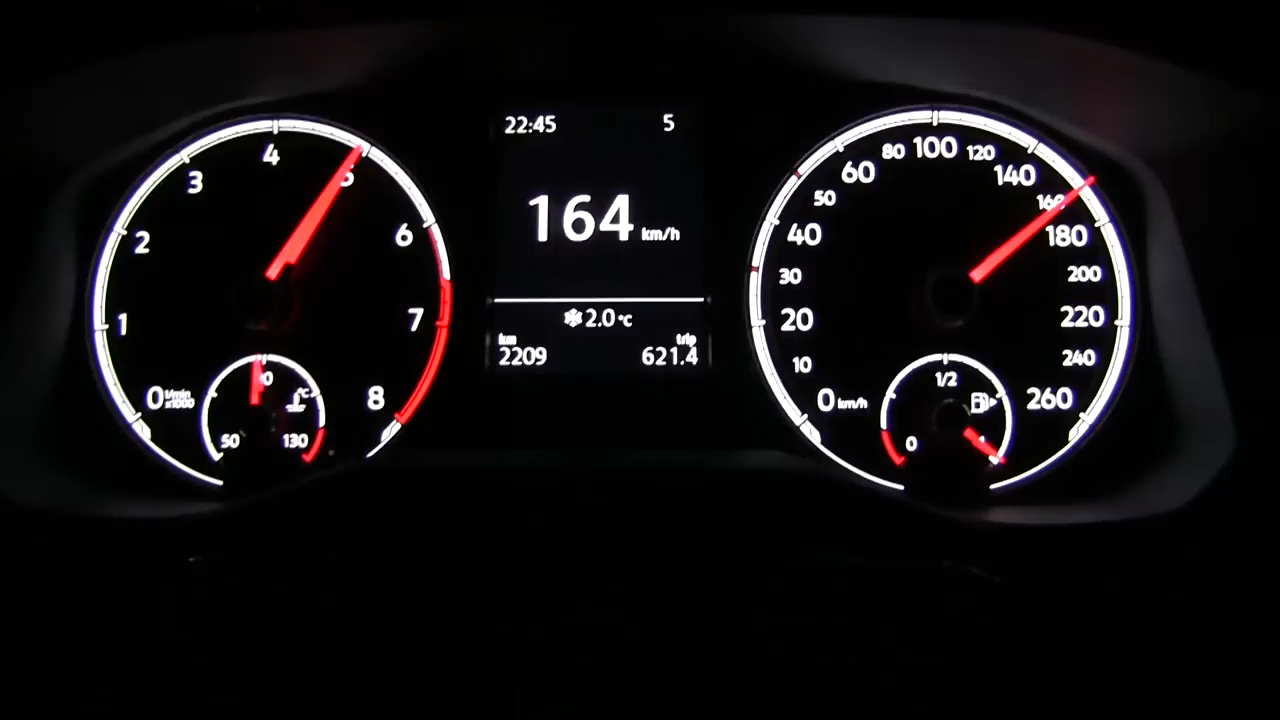 22:45 5
164 km/h
❄ 2.0 °C
km trip
2209 621.4
0 1 2 3 4 5 6 7 8
1/min
x1000
50 130
°C
0 km/h 10 20 30 40 50 60 80 100 120 140 160 180 200 220 240 260
0 1/2